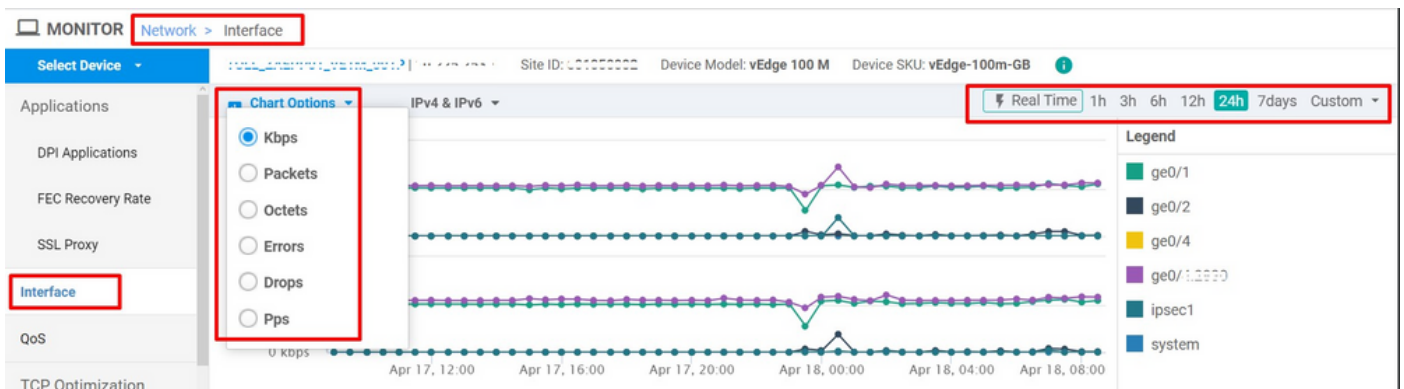 MONITOR Network > Interface
Select Device
Site ID: Device Model: vEdge 100 M Device SKU: vEdge-100m-GB
Applications
Chart Options
IPv4 & IPv6
Real Time 1h 3h 6h 12h 24h 7days Custom
DPI Applications
FEC Recovery Rate
SSL Proxy
Interface
QoS
TCP Optimization
Kbps
Packets
Octets
Errors
Drops
Pps
0 kbps
Apr 17, 12:00 Apr 17, 16:00 Apr 17, 20:00 Apr 18, 00:00 Apr 18, 04:00 Apr 18, 08:00
Legend
ge0/1
ge0/2
ge0/4
ge0/
ipsec1
system